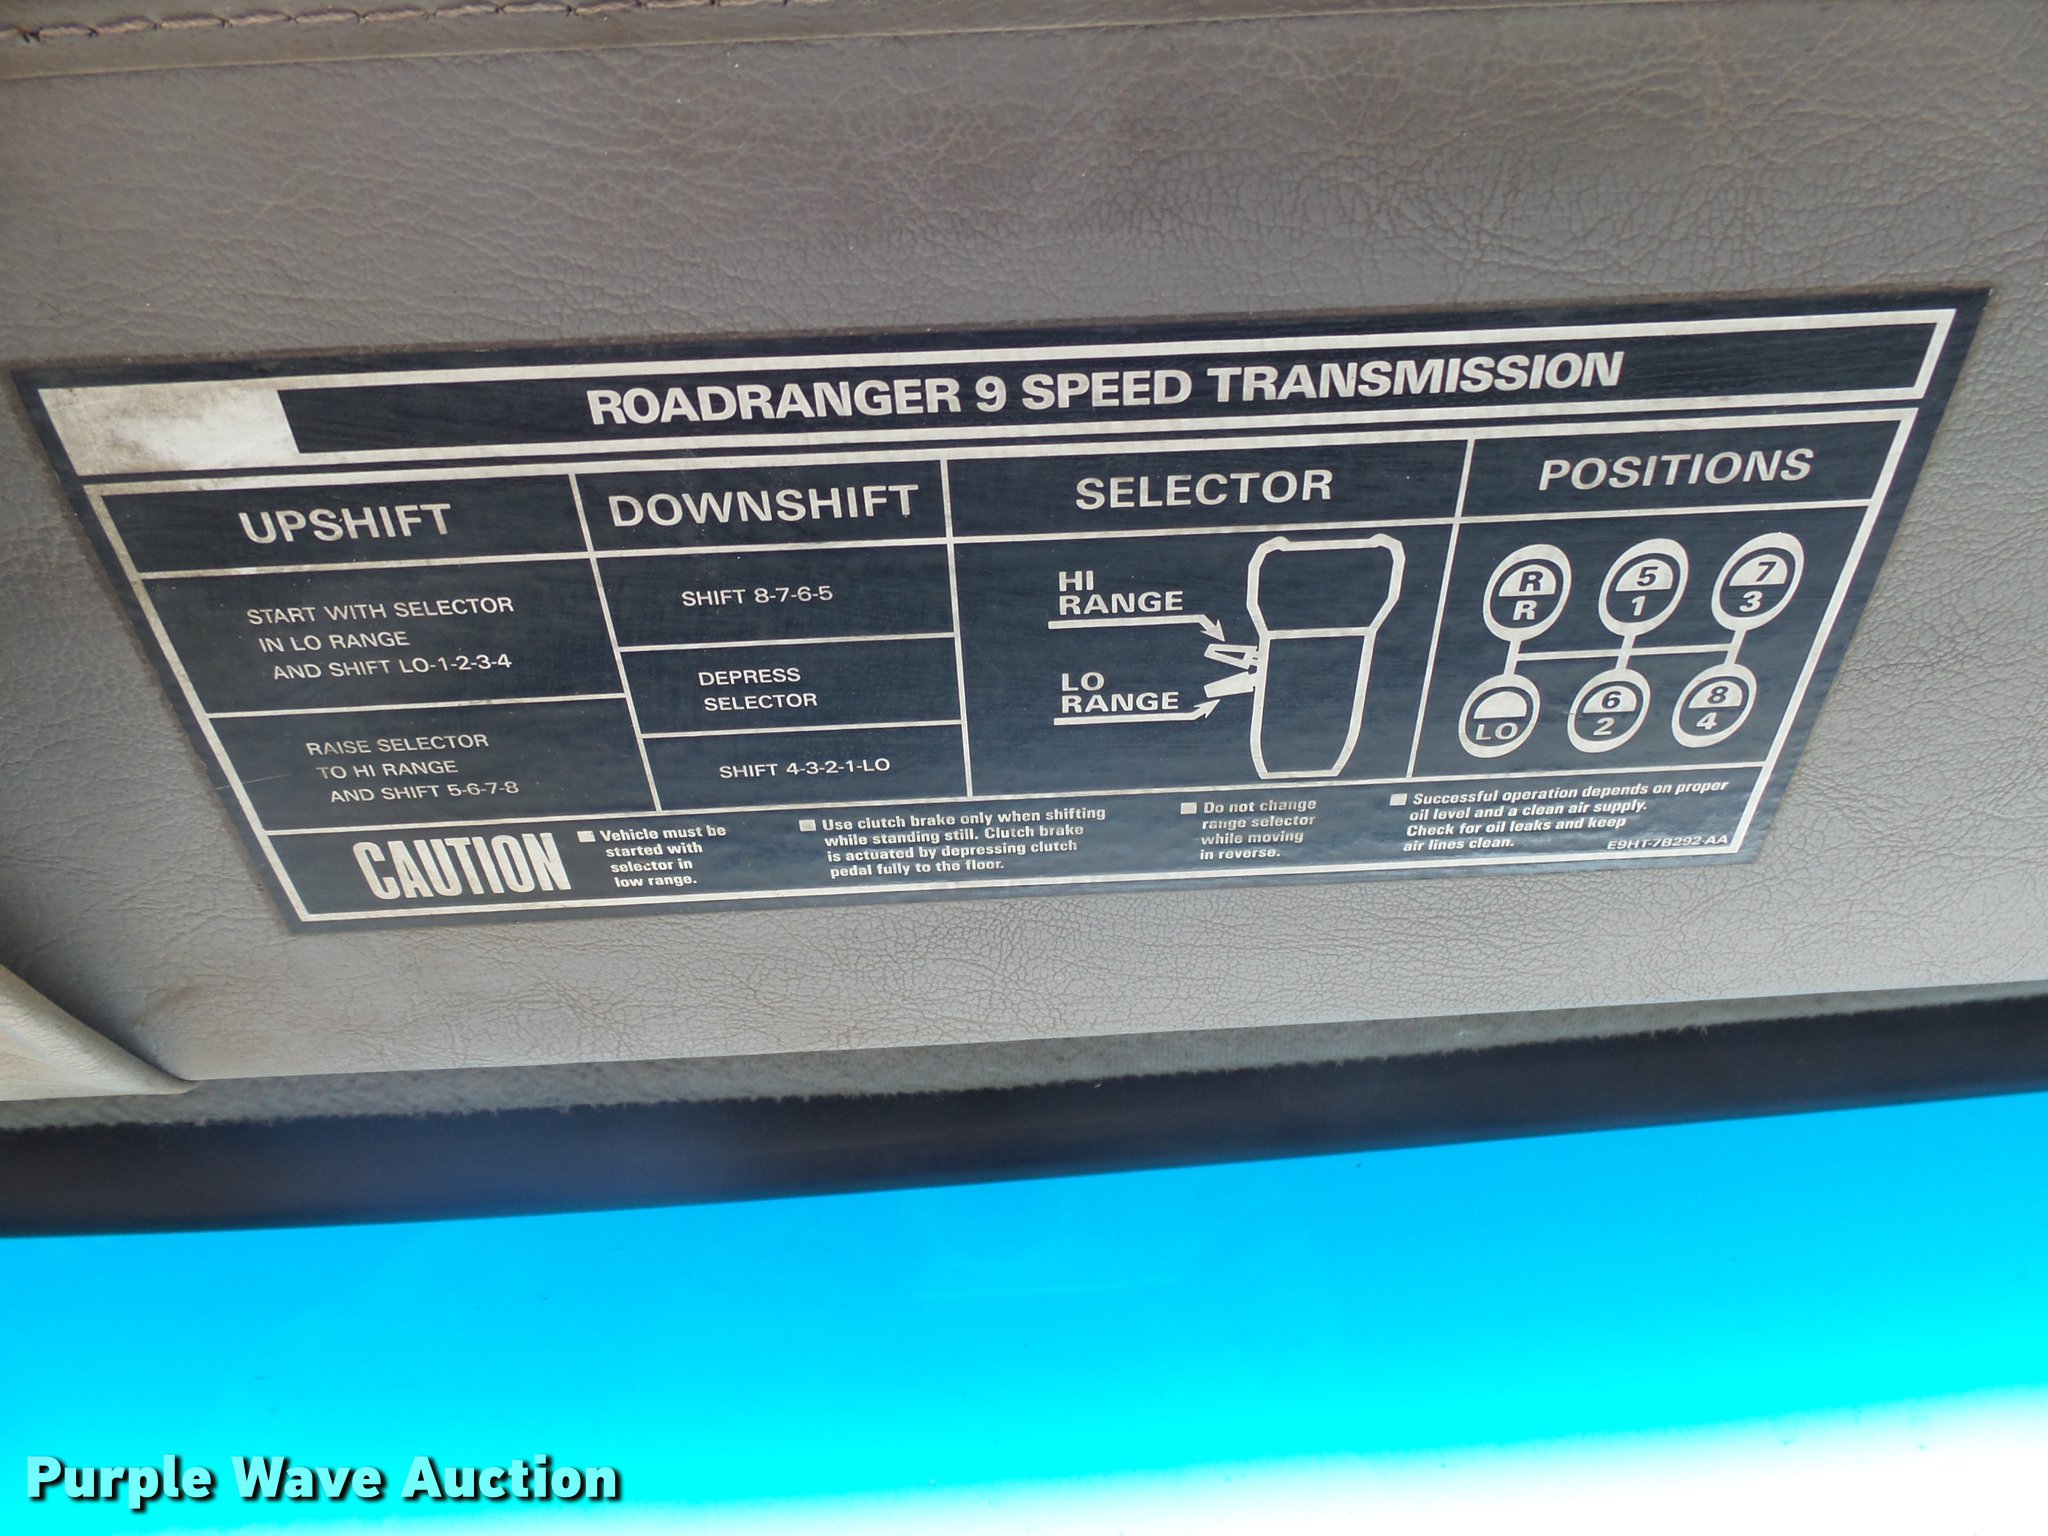 ROADRANGER 9 SPEED TRANSMISSION
UPSHIFT
START WITH SELECTOR
IN LO RANGE
AND SHIFT LO-1-2-3-4
RAISE SELECTOR
TO HI RANGE
AND SHIFT 5-6-7-8
DOWNSHIFT
SHIFT 8-7-6-5
DEPRESS
SELECTOR
SHIFT 4-3-2-1-LO
SELECTOR
HI
RANGE
LO
RANGE
POSITIONS
R 5 7
R 1 3
6 8
LO 2 4
CAUTION
■ Vehicle must be
started with
selector in
low range.
■ Use clutch brake only when shifting
while standing still. Clutch brake
is actuated by depressing clutch
pedal fully to the floor.
■ Do not change
range selector
while moving
in reverse.
■ Successful operation depends on proper
oil level and a clean air supply.
Check for oil leaks and keep
air lines clean.
E9HT-7B292-AA
Purple Wave Auction